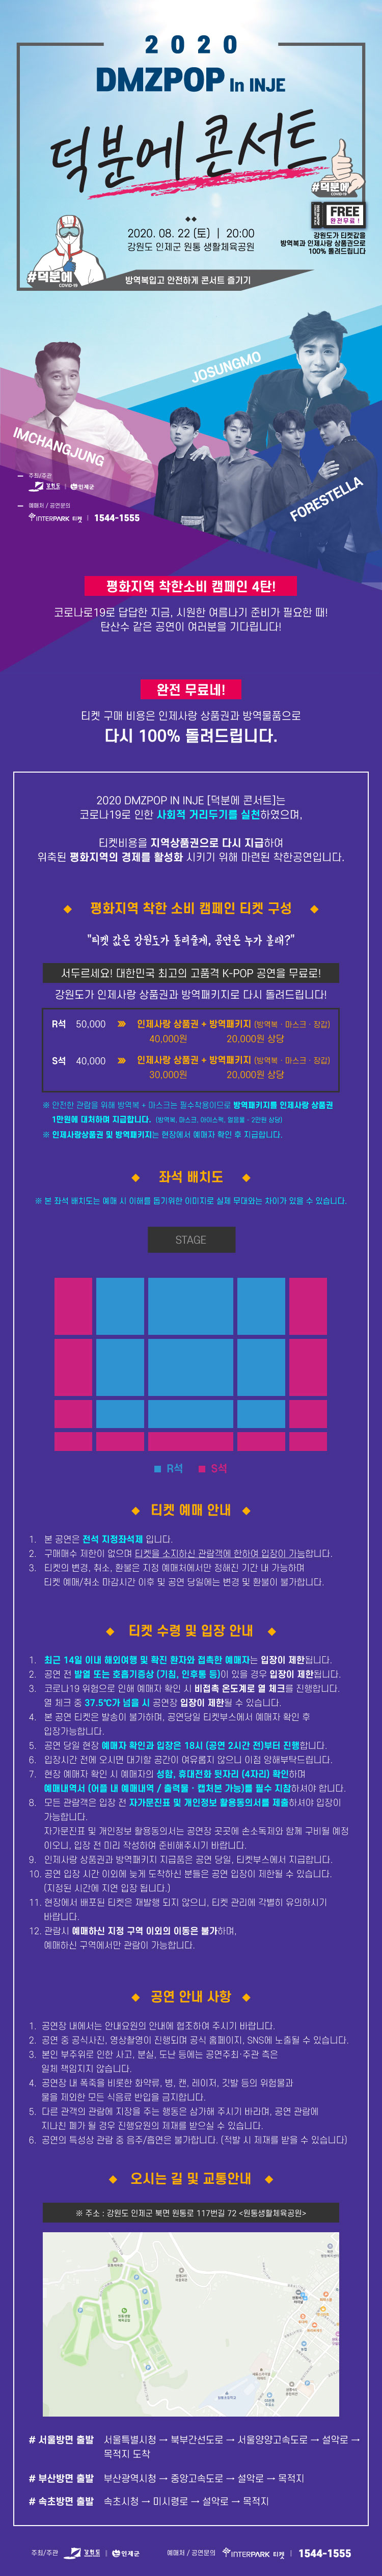 2020
DMZPOP In INJE
덕분에 콘서트
#덕분에
COVID-19
FREE
완전무료!
2020. 08. 22 (토) | 20:00
강원도 인제군 원통 생활체육공원
강원도가 티켓값을
방역복과 인제사랑 상품권으로
100% 돌려드립니다
#덕분에
COVID-19
방역복입고 안전하게 콘서트 즐기기
JOSUNGMO
IMCHANGJUNG
FORESTELLA
주최/주관
강원도 | 인제군
예매처 / 공연문의
INTERPARK 티켓 | 1544-1555
평화지역 착한소비 캠페인 4탄!
코로나로19로 답답한 지금, 시원한 여름나기 준비가 필요한 때!
탄산수 같은 공연이 여러분을 기다립니다!
완전 무료네!
티켓 구매 비용은 인제사랑 상품권과 방역물품으로
다시 100% 돌려드립니다.
2020 DMZPOP IN INJE [덕분에 콘서트]는
코로나19로 인한 사회적 거리두기를 실천하였으며,
티켓비용을 지역상품권으로 다시 지급하여
위축된 평화지역의 경제를 활성화 시키기 위해 마련된 착한공연입니다.
평화지역 착한 소비 캠페인 티켓 구성
"티켓 값은 강원도가 돌려줄게, 공연은 누가 볼래?"
서두르세요! 대한민국 최고의 고품격 K-POP 공연을 무료로!
강원도가 인제사랑 상품권과 방역패키지로 다시 돌려드립니다!
R석 50,000 인제사랑 상품권 + 방역패키지 (방역복 · 마스크 · 장갑)
40,000원 20,000원 상당
S석 40,000 인제사랑 상품권 + 방역패키지 (방역복 · 마스크 · 장갑)
30,000원 20,000원 상당
※ 안전한 관람을 위해 방역복 + 마스크는 필수착용이므로 방역패키지를 인제사랑 상품권
1만원에 대처하여 지급합니다. (방역복, 마스크, 아이스팩, 얼음물 - 2만원 상당)
※ 인제사랑상품권 및 방역패키지는 현장에서 예매자 확인 후 지급합니다.
좌석 배치도
※ 본 좌석 배치도는 예매 시 이해를 돕기위한 이미지로 실제 무대와는 차이가 있을 수 있습니다.
STAGE
R석 S석
티켓 예매 안내
1. 본 공연은 전석 지정좌석제 입니다.
2. 구매매수 제한이 없으며 티켓을 소지하신 관람객에 한하여 입장이 가능합니다.
3. 티켓의 변경, 취소, 환불은지에서만 정해진 기간 내 가능하며
티켓 예매/취소 마감시간 이후 및 공연 당일에는 변경 및 환불이 불가합니다.
티켓 수령 및 입장 안내
1. 최근 14일 이내 해외여행 및 확진 환자와 접촉한 예매자는 입장이 제한됩니다.
2. 공연 전 발열 또는 호흡기증상 (기침, 인후통 등)이 있을 경우 입장이 제한됩니다.
3. 코로나19 위험으로 인해 예매자 확인 시 비접촉 온도계로 열 체크를 진행합니다.
열 체크 중 37.5℃가 넘을 시 공연장 입장이 제한될 수 있습니다.
4. 본 공연 티켓은 발송이 불가하며, 공연당일 티켓부스에서 예매자 확인 후
입장가능합니다.
5. 공연 당일 현장 예매자 확인과 입장은 18시 (공연 2시간 전)부터 진행합니다.
6. 입장시간 전에 오시면 대기할 공간이 여유롭지 않으니 이점 양해부탁드립니다.
7. 현장 예매자 확인 시 예매자의 성함, 휴대전화 뒷자리 (4자리) 확인하며
예매내역서 (어플 내 예매내역 / 출력물 · 캡처본 가능)를 필수 지참하셔야 합니다.
8. 모든 관람객은 입장 전 자가문진표 및 개인정보 활용동의서를 제출하셔야 입장이
가능합니다.
자가문진표 및 개인정보 활용동의서는 공연장 곳곳에 손소독제와 함께 구비될 예정
이오니, 입장 전 미리 작성하여 준비해주시기 바랍니다.
9. 인제사랑 상품권과 방역패키지 지급품은 공연 당일, 티켓부스에서 지급합니다.
10. 공연 입장 시간 이외에 늦게 도착하신 분들은 공연 입장이 제한될 수 있습니다.
(지정된 시간에 지연 입장 됩니다.)
11. 현장에서 배포된 티켓은 재발행 되지 않으니, 티켓 관리에 각별히 유의하시기
바랍니다.
12. 관람시 예매하신 지정 구역 이외의 이동은 불가하며,
예매하신 구역에서만 관람이 가능합니다.
공연 안내 사항
1. 공연장 내에서는 안내요원의 안내에 협조하여 주시기 바랍니다.
2. 공연 중 공식사진, 영상촬영이 진행되며 공식 홈페이지, SNS에 노출될 수 있습니다.
3. 본인 부주위로 인한 사고, 분실, 도난 등에는 공연주최·주관 측은
일체 책임지지 않습니다.
4. 공연장 내 폭죽을 비롯한 화약류, 병, 캔, 레이저, 깃발 등의 위험물과
물을 제외한 모든 식음료 반입을 금지합니다.
5. 다른 관객의 관람에 지장을 주는 행동은 삼가해 주시기 바라며, 공연 관람에
지나친 폐가 될 경우 진행요원의 제재를 받으실 수 있습니다.
6. 공연의 특성상 관람 중 음주/흡연은 불가합니다. (적발 시 제재를 받을 수 있습니다)
오시는 길 및 교통안내
※ 주소 : 강원도 인제군 북면 원통로 117번길 72 <원통생활체육공원>
# 서울방면 출발 서울특별시청 → 북부간선도로 → 서울양양고속도로 → 설악로 →
목적지 도착
# 부산방면 출발 부산광역시청 → 중앙고속도로 → 설악로 → 목적지
# 속초방면 출발 속초시청 → 미시령로 → 설악로 → 목적지
주최/주관 강원도 | 인제군 예매처 / 공연문의 INTERPARK 티켓 | 1544-1555